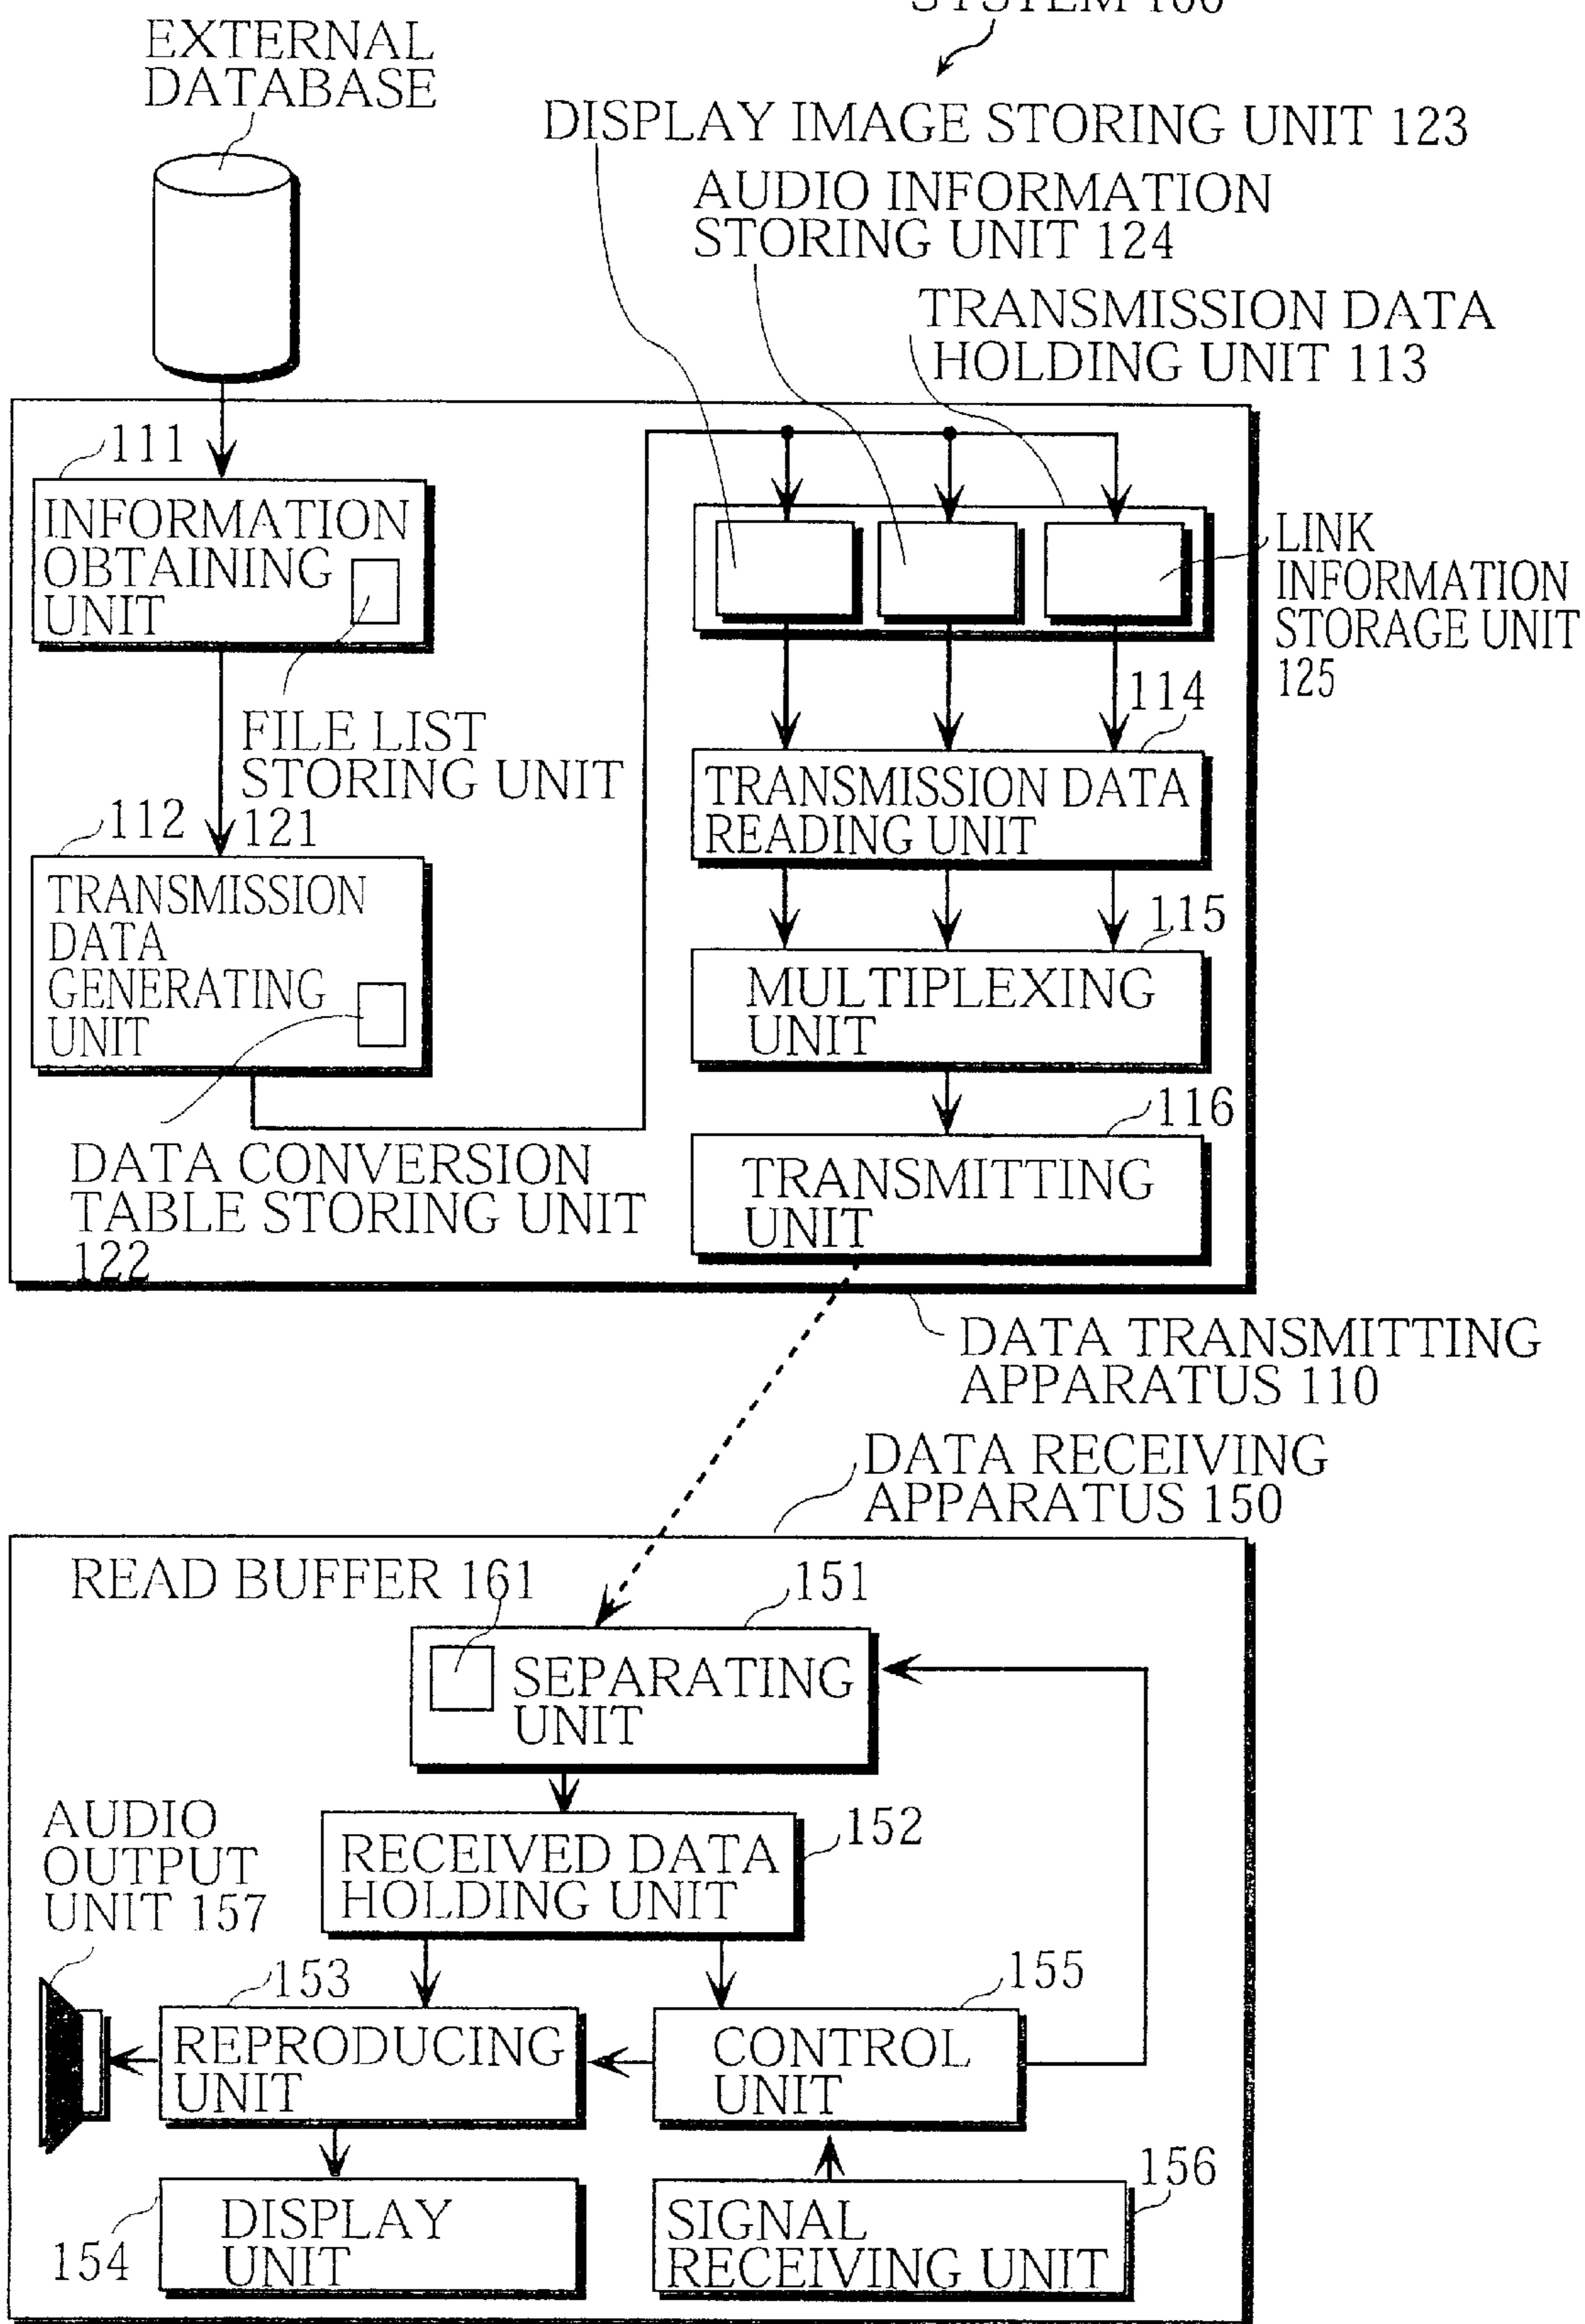 EXTERNAL
DATABASE
DISPLAY IMAGE STORING UNIT 123
AUDIO INFORMATION
STORING UNIT 124
TRANSMISSION DATA
HOLDING UNIT 113
111
INFORMATION
OBTAINING
UNIT
LINK
INFORMATION
STORAGE UNIT
125
FILE LIST
STORING UNIT
121
114
TRANSMISSION DATA
READING UNIT
112
TRANSMISSION
DATA
GENERATING
UNIT
115
MULTIPLEXING
UNIT
DATA CONVERSION
TABLE STORING UNIT
122
116
TRANSMITTING
UNIT
DATA TRANSMITTING
APPARATUS 110
DATA RECEIVING
APPARATUS 150
READ BUFFER 161
151
SEPARATING
UNIT
AUDIO
OUTPUT
UNIT 157
152
RECEIVED DATA
HOLDING UNIT
153
REPRODUCING
UNIT
155
CONTROL
UNIT
154
DISPLAY
UNIT
156
SIGNAL
RECEIVING UNIT